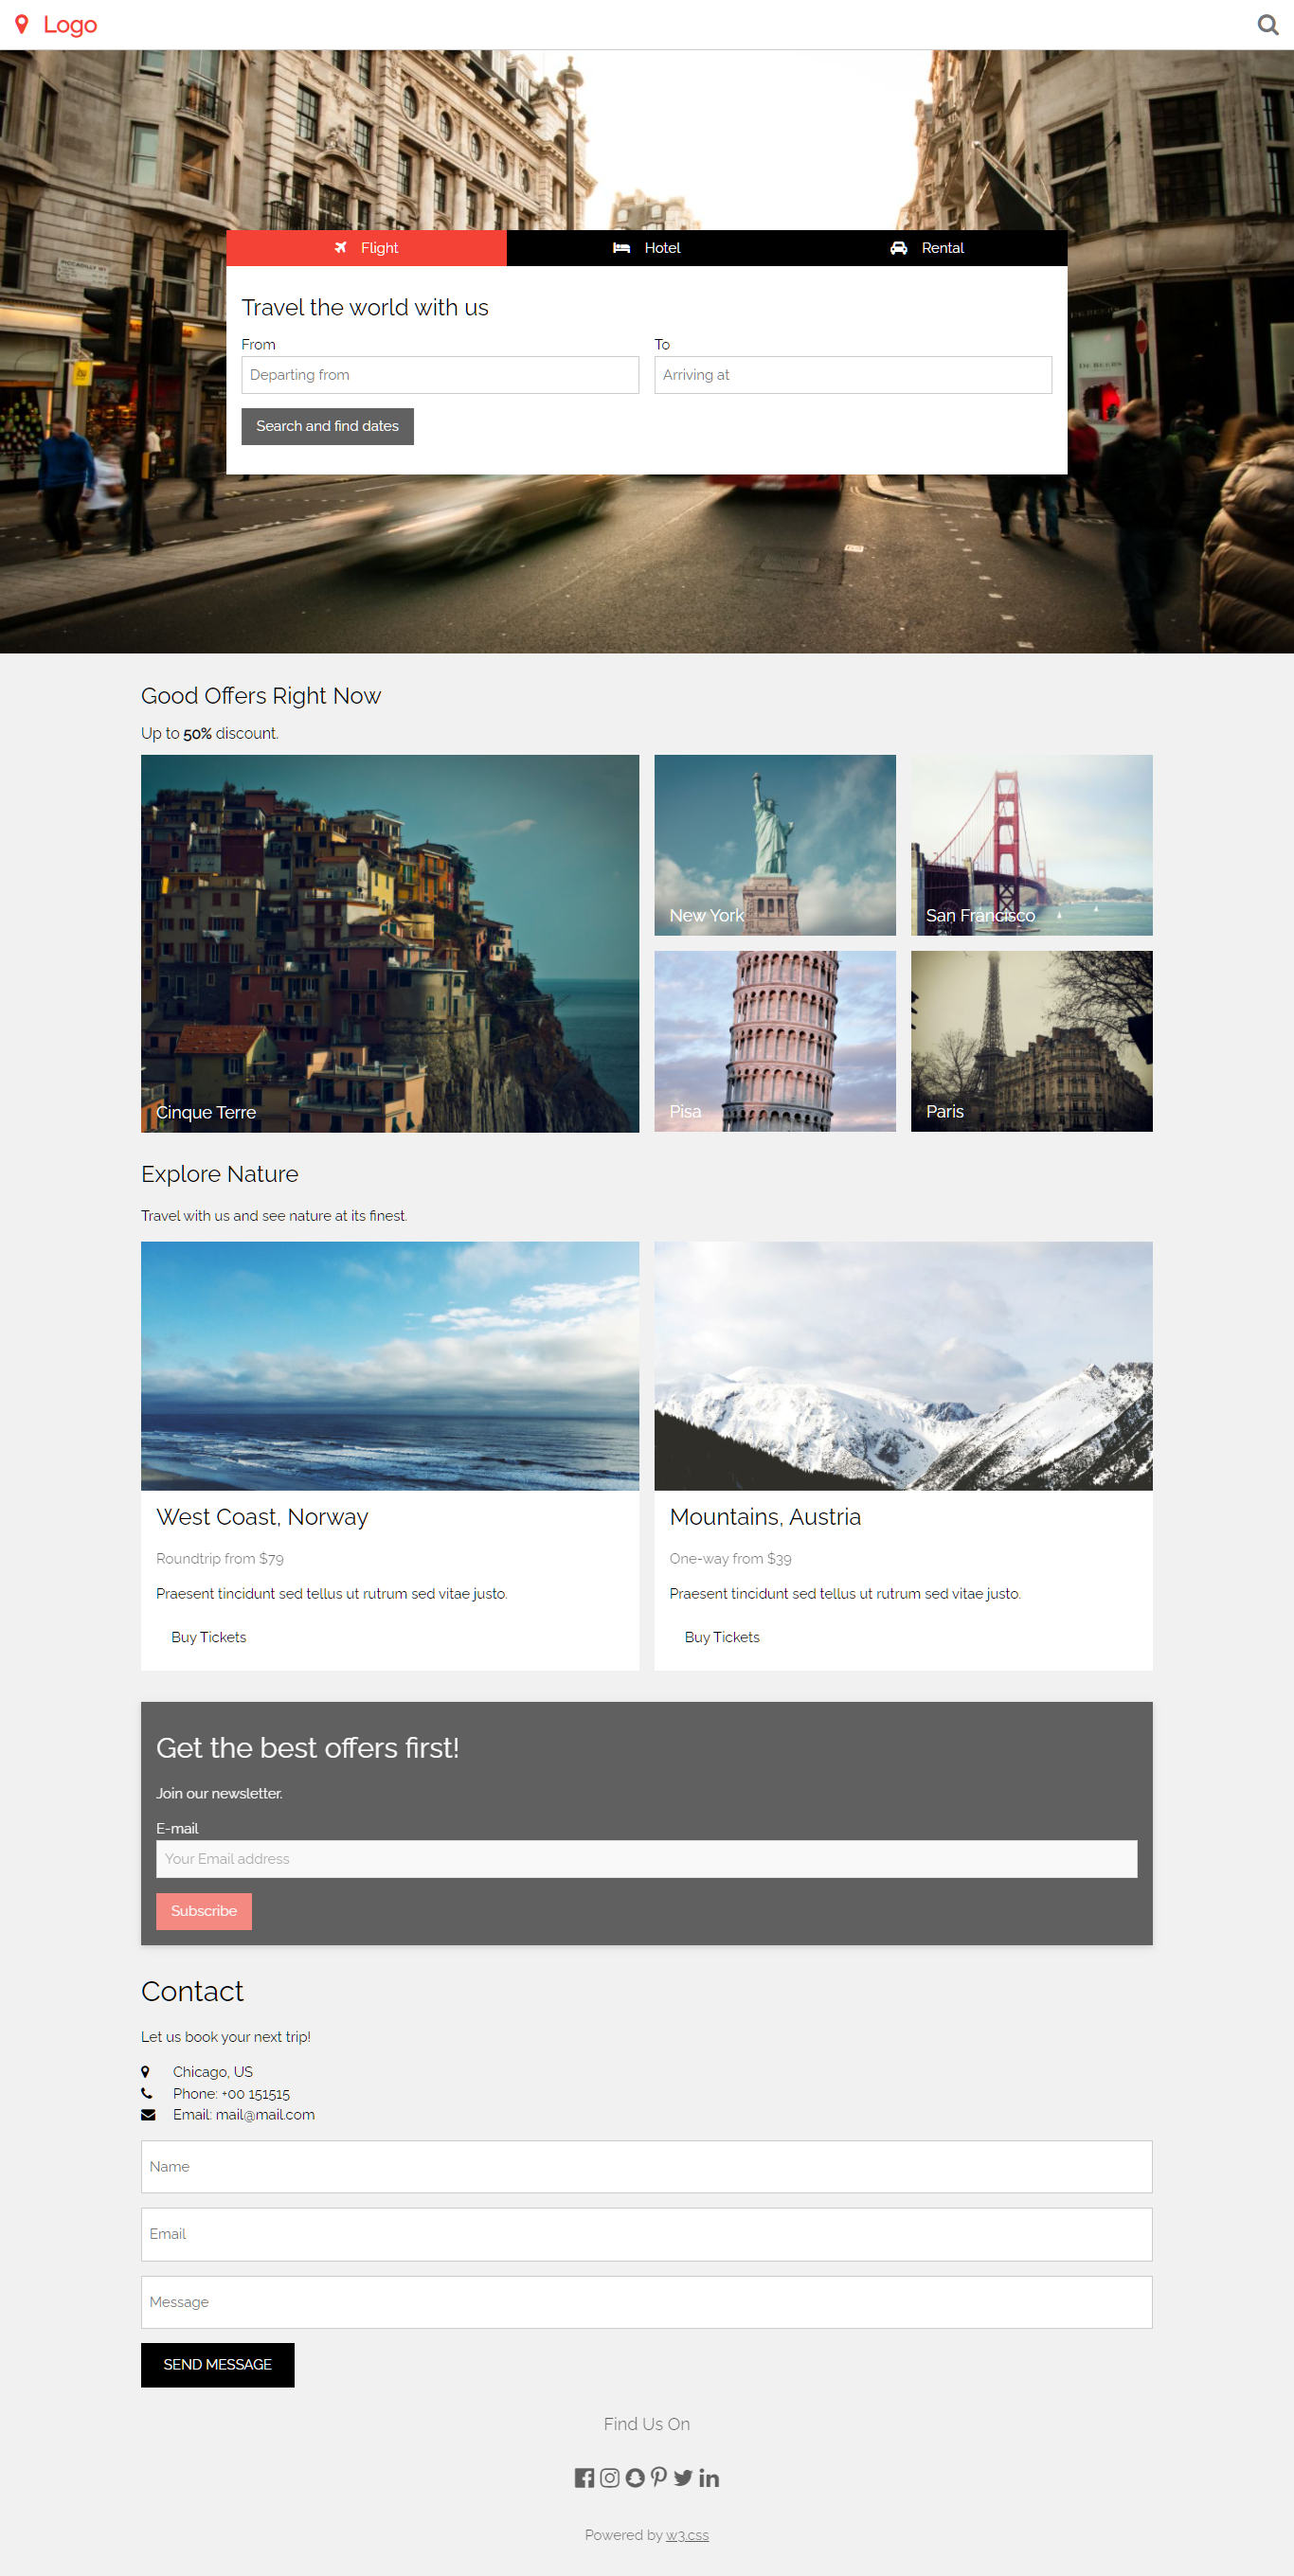 Logo
PICCADILLY
Flight Hotel Rental
Travel the world with us
From To
Departing from Arriving at
Search and find dates
DE BEERS
Good Offers Right Now
Up to 50% discount.
New York San Francisco
Cinque Terre Pisa Paris
Explore Nature
Travel with us and see nature at its finest.
West Coast, Norway
Roundtrip from $79
Praesent tincidunt sed tellus ut rutrum sed vitae justo.
Buy Tickets
Mountains, Austria
One-way from $39
Praesent tincidunt sed tellus ut rutrum sed vitae justo.
Buy Tickets
Get the best offers first!
Join our newsletter.
E-mail
Your Email address
Subscribe
Contact
Let us book your next trip!
Chicago, US
Phone: +00 151515
Email: mail@mail.com
Name
Email
Message
SEND MESSAGE
Find Us On
Powered by w3.css